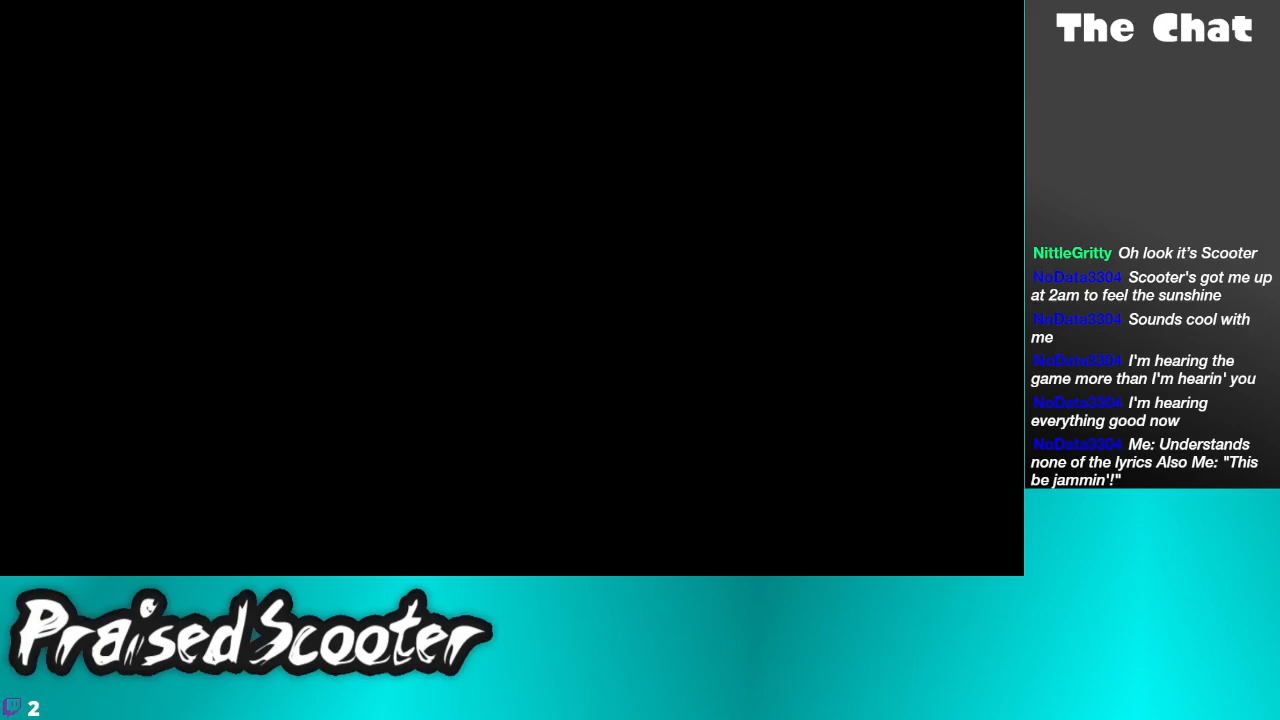 The Chat
NittleGritty Oh look it’s Scooter
NoData3304 Scooter's got me up
at 2am to feel the sunshine
NoData3304 Sounds cool with
me
NoData3304 I'm hearing the
game more than I'm hearin' you
NoData3304 I'm hearing
everything good now
NoData3304 Me: Understands
none of the lyrics Also Me: "This
be jammin'!"
PraisedScooter
2